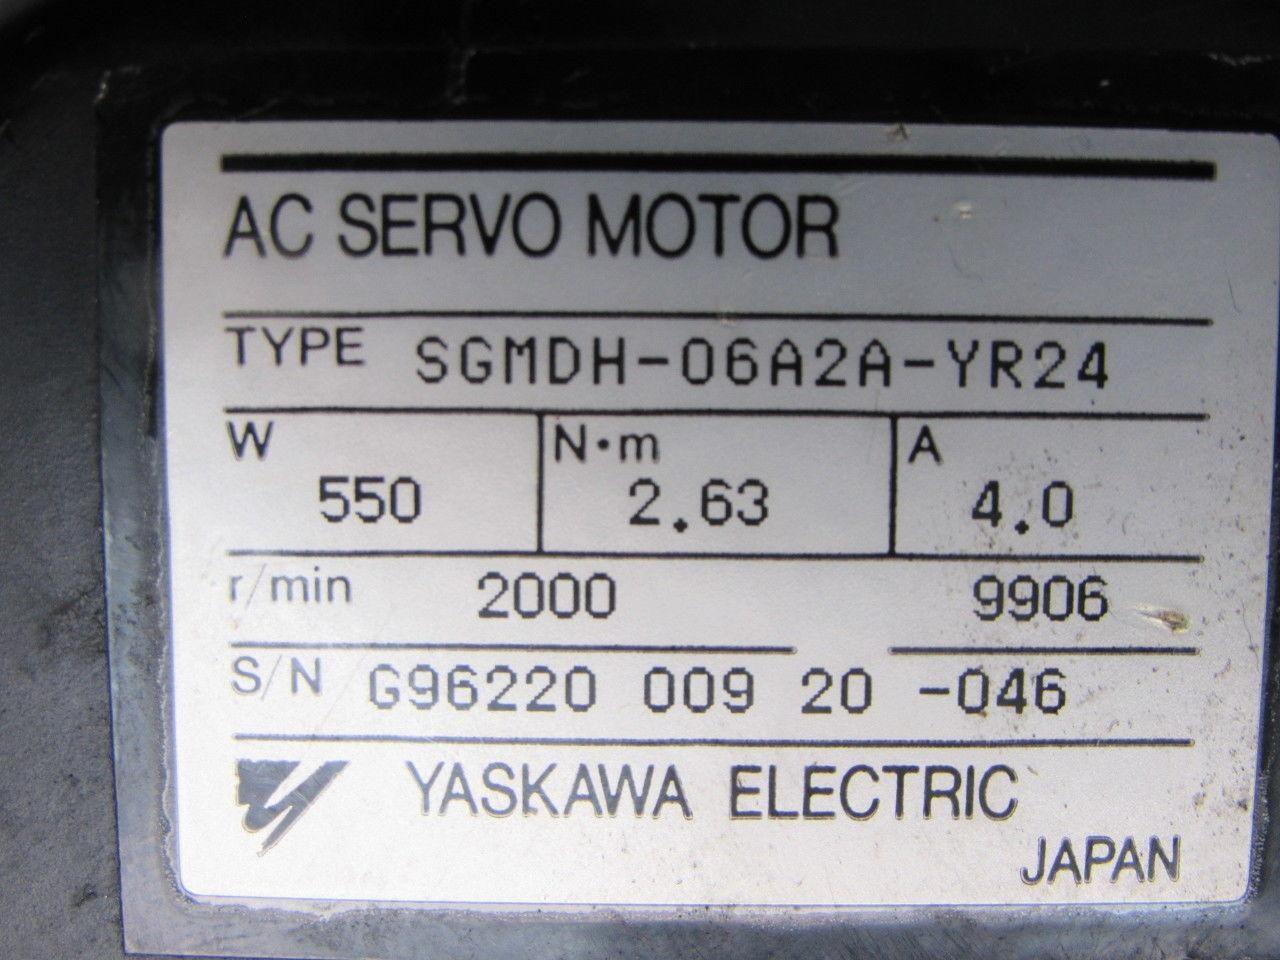 AC SERVO MOTOR
TYPE SGMDH-06A2A-YR24
W N·m A
550 2.63 4.0
r/min 2000 9906
S/N G96220 009 20 -046
YASKAWA ELECTRIC
JAPAN